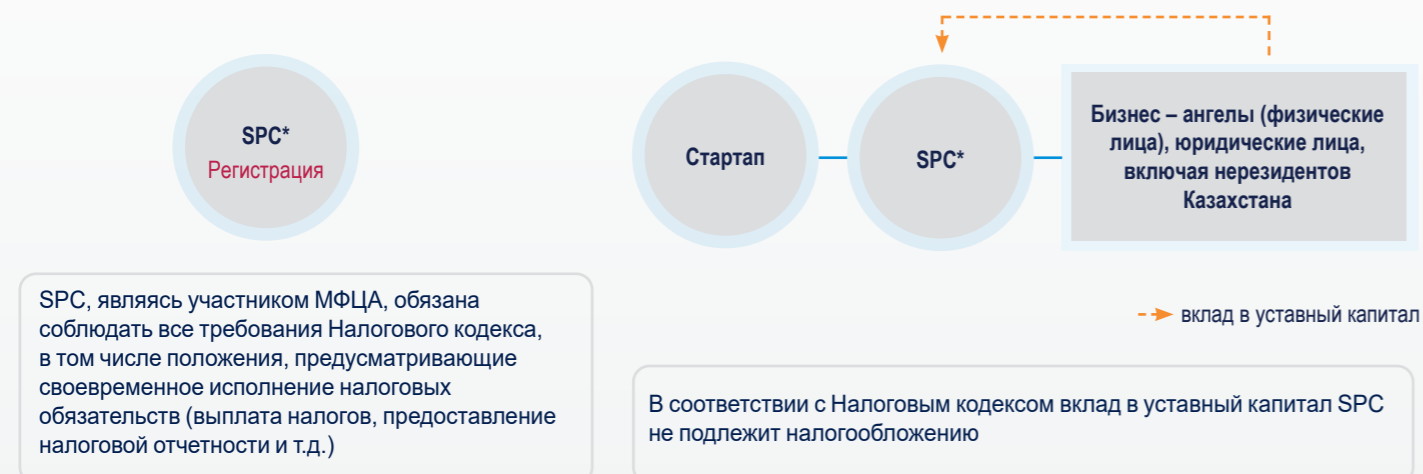 SPC*
Регистрация
SPC, являясь участником МФЦА, обязана
соблюдать все требования Налогового кодекса,
в том числе положения, предусматривающие
своевременное исполнение налоговых
обязательств (выплата налогов, предоставление
налоговой отчетности и т.д.)
Стартап
SPC*
Бизнес – ангелы (физические
лица), юридические лица,
включая нерезидентов
Казахстана
вклад в уставный капитал
В соответствии с Налоговым кодексом вклад в уставный капитал SPC
не подлежит налогообложению